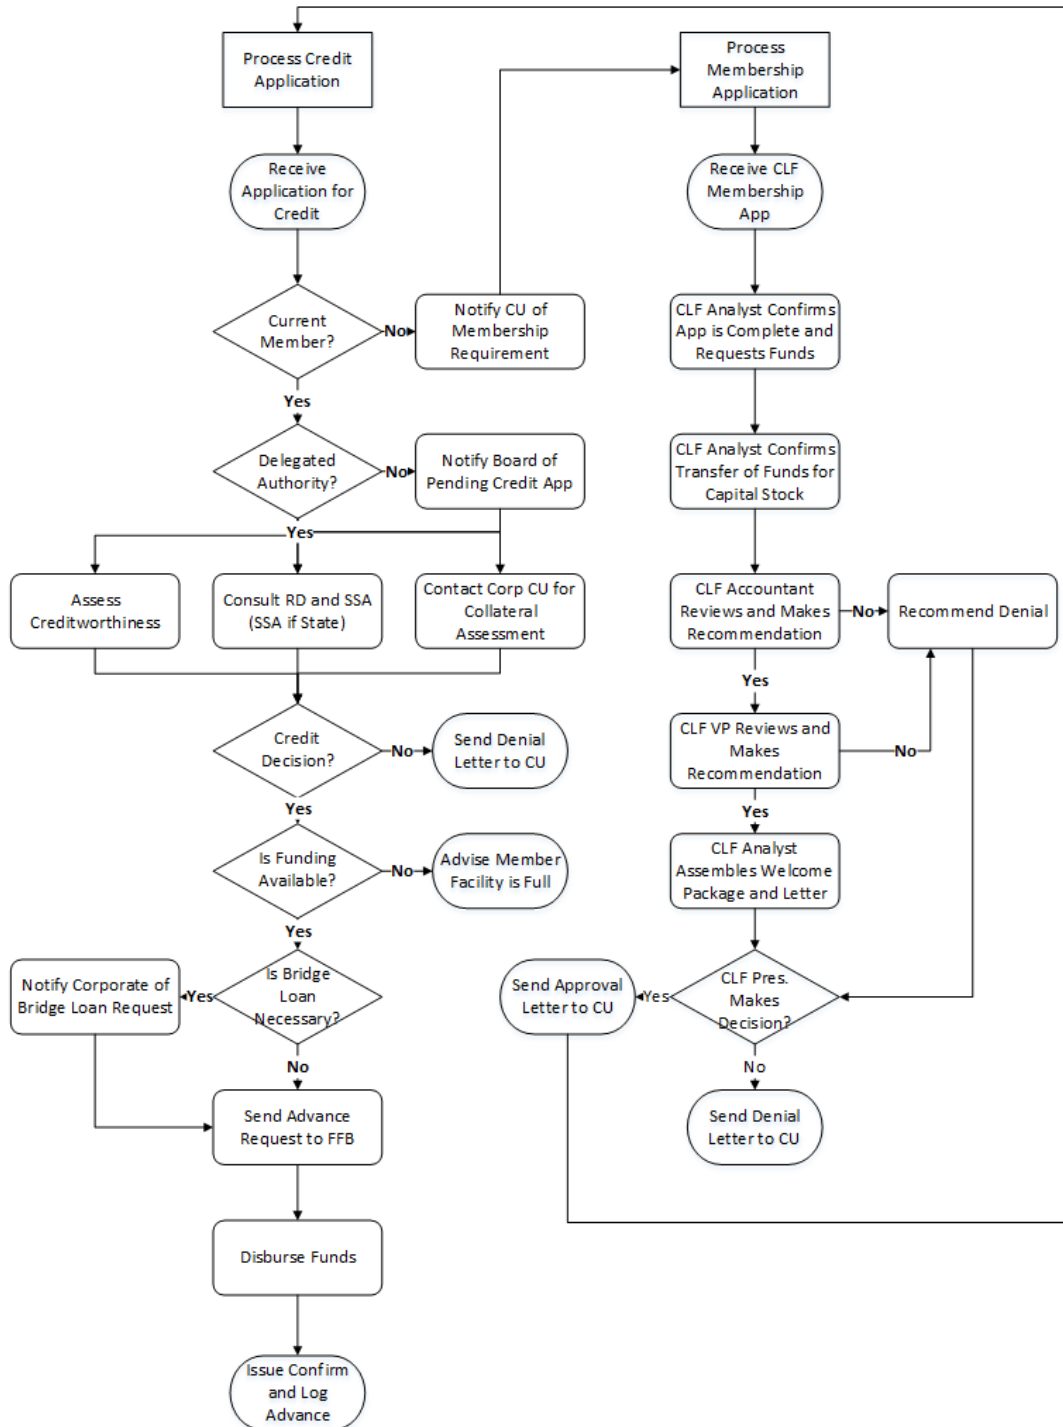 Process Credit
Application
Process
Membership
Application
Receive
Application for
Credit
Receive CLF
Membership
App
Current
Member?
No
Notify CU of
Membership
Requirement
CLF Analyst Confirms
App is Complete and
Requests Funds
Yes
Delegated
Authority?
No
Notify Board of
Pending Credit App
CLF Analyst Confirms
Transfer of Funds for
Capital Stock
Yes
Assess
Creditworthiness
Consult RD and SSA
(SSA if State)
Contact Corp CU for
Collateral
Assessment
CLF Accountant
Reviews and Makes
Recommendation
No
Recommend Denial
Yes
Credit
Decision?
No
Send Denial
Letter to CU
CLF VP Reviews and
Makes
Recommendation
No
Yes
Yes
Is Funding
Available?
No
Advise Member
Facility is Full
CLF Analyst
Assembles Welcome
Package and Letter
Yes
Notify Corporate of
Bridge Loan Request
Yes
Is Bridge
Loan
Necessary?
Send Approval
Letter to CU
Yes
CLF Pres.
Makes
Decision?
No
No
Send Advance
Request to FFB
Send Denial
Letter to CU
Disburse Funds
Issue Confirm
and Log
Advance